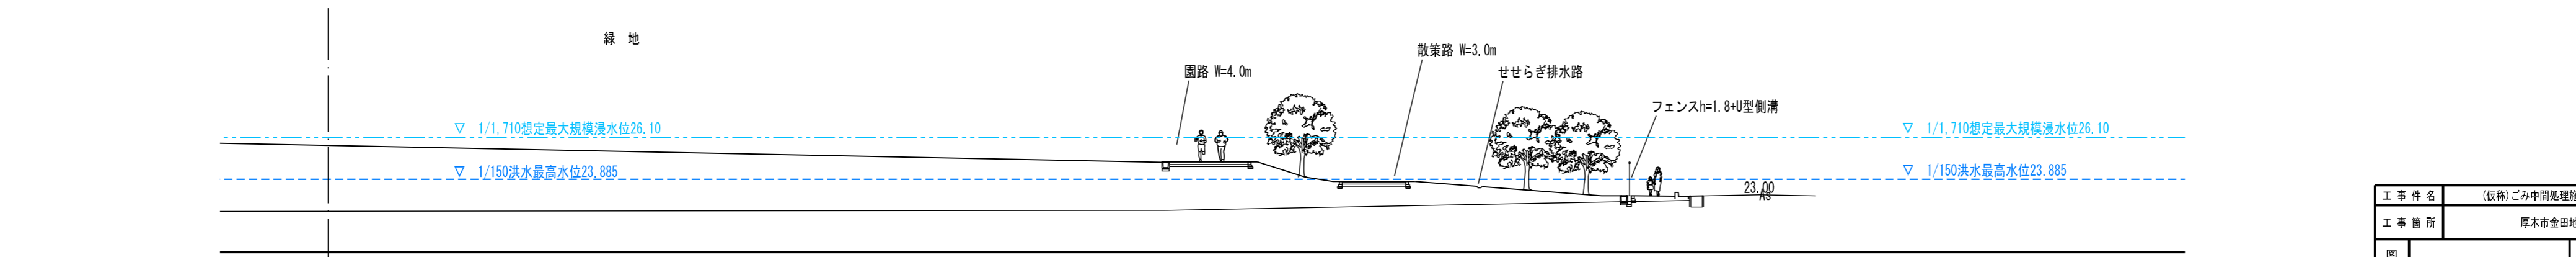 緑 地
散策路 W=3.0m
園路 W=4.0m
せせらぎ排水路
フェンスh=1.8+U型側溝
▽ 1/1,710想定最大規模浸水位26.10
▽ 1/1,710想定最大規模浸水位26.10
▽ 1/150洪水最高水位23.885
▽ 1/150洪水最高水位23.885
23.00
As
工 事 件 名 (仮称)ごみ中間処理施
工 事 箇 所 厚木市金田地